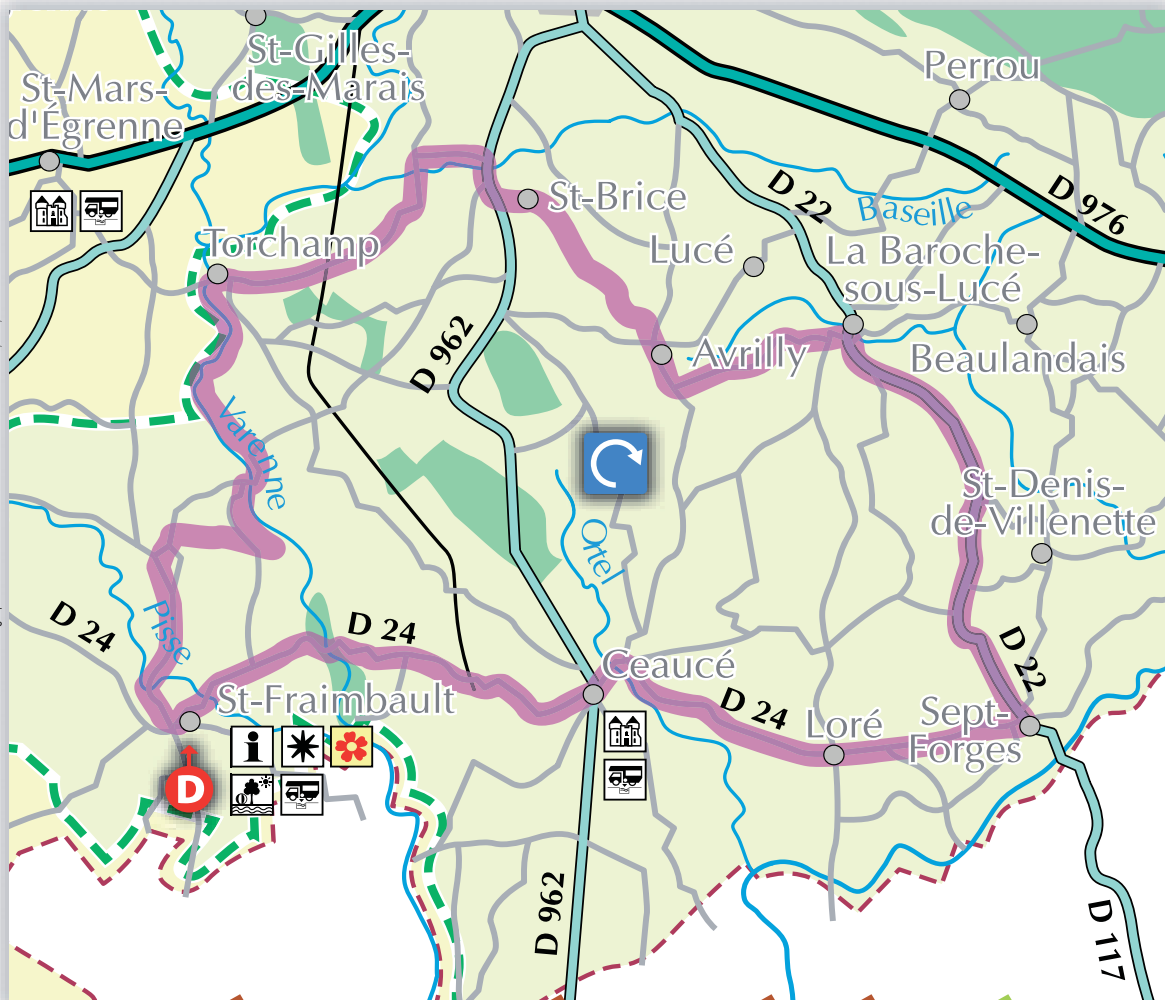 St-Gilles-
des-Marais
St-Mars-
d'Égrenne
Perrou
St-Brice
D 22
Baseille
D 976
Torchamp
Lucé
La Baroche-
sous-Lucé
D 962
Avrilly
Beaulandais
Varenne
Ortel
St-Denis-
de-Villenette
D 24
Pisse
D 24
Ceaucé
D 22
St-Fraimbault
D 24
Loré
Sept-
Forges
D
D 962
D 117